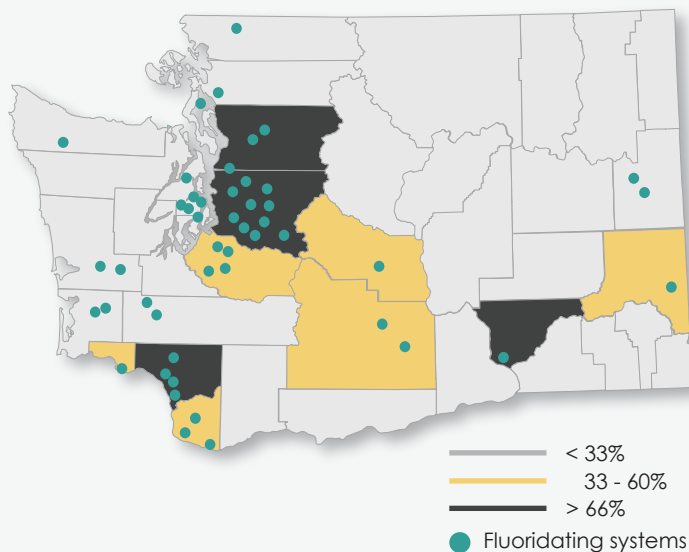 < 33%
33 - 60%
> 66%
Fluoridating systems